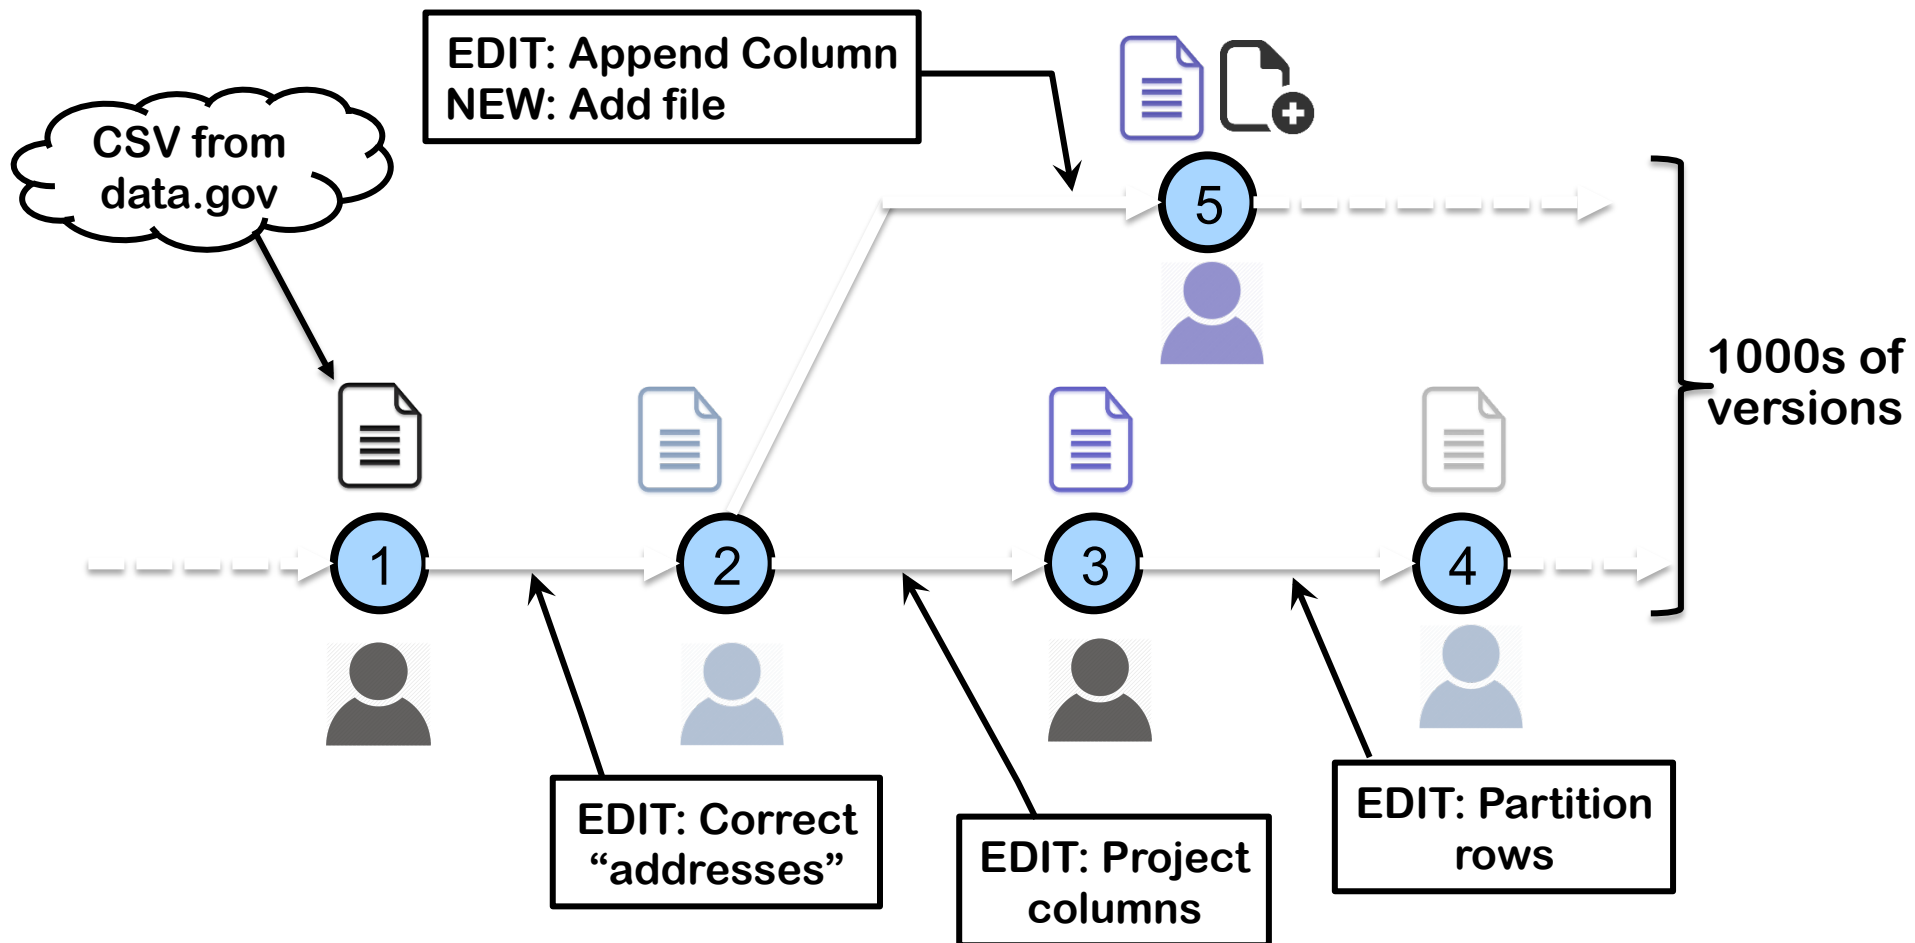 EDIT: Append Column
NEW: Add file
CSV from
data.gov
5
1000s of
versions
1
2
3
4
EDIT: Correct
“addresses”
EDIT: Project
columns
EDIT: Partition
rows